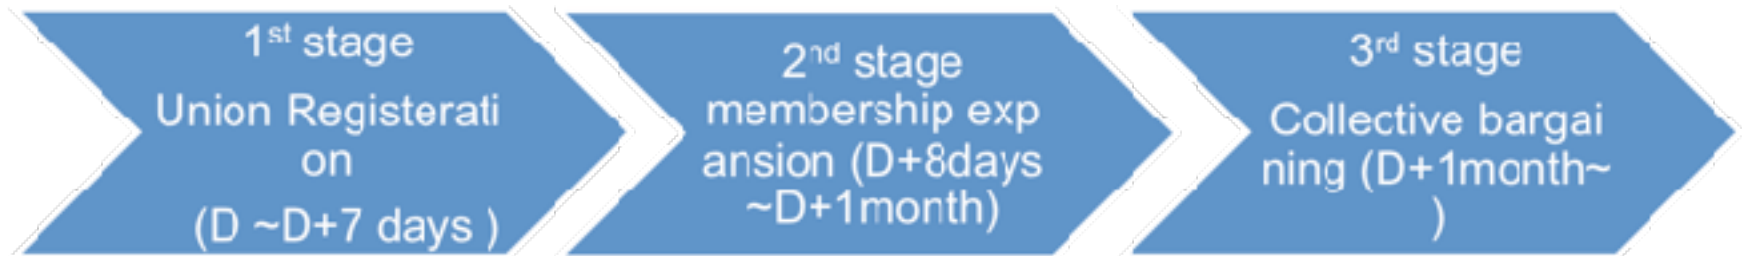 1st stage
Union Registerati
on
(D ~D+7 days )
2nd stage
membership exp
ansion (D+8days
~D+1month)
3rd stage
Collective bargai
ning (D+1month~
)